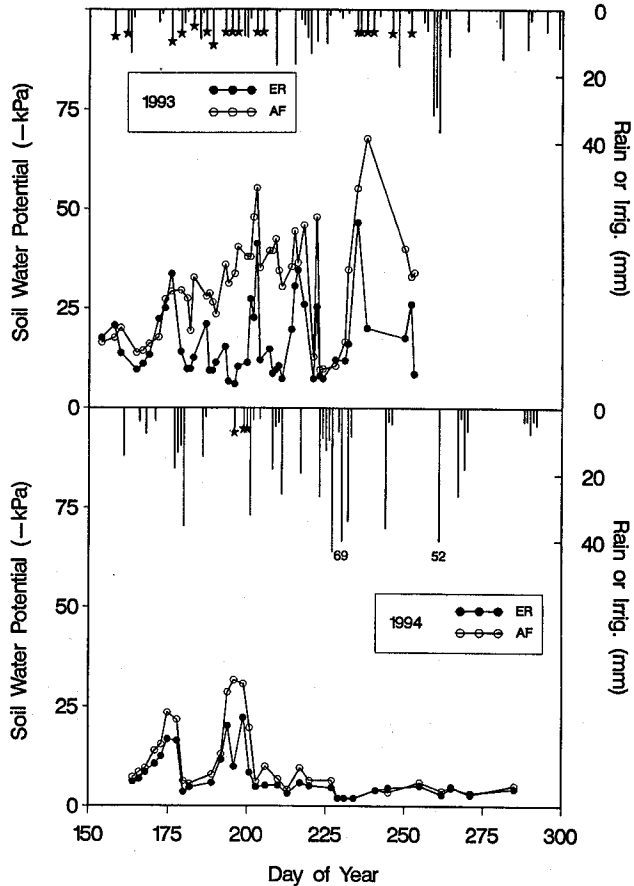 0
20
40
75
50
25
0
Soil Water Potential (−kPa)
Rain or Irrig. (mm)
1993
ER
AF
0
20
40
75
50
25
0
Soil Water Potential (−kPa)
Rain or Irrig. (mm)
69
52
1994
ER
AF
150 175 200 225 250 275 300
Day of Year